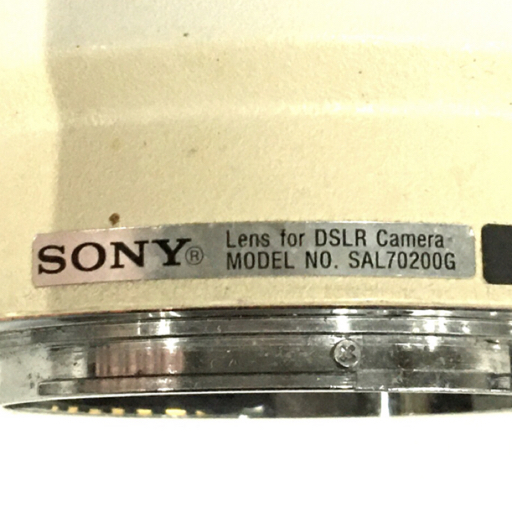 SONY® Lens for DSLR Camera
MODEL NO. SAL70200G